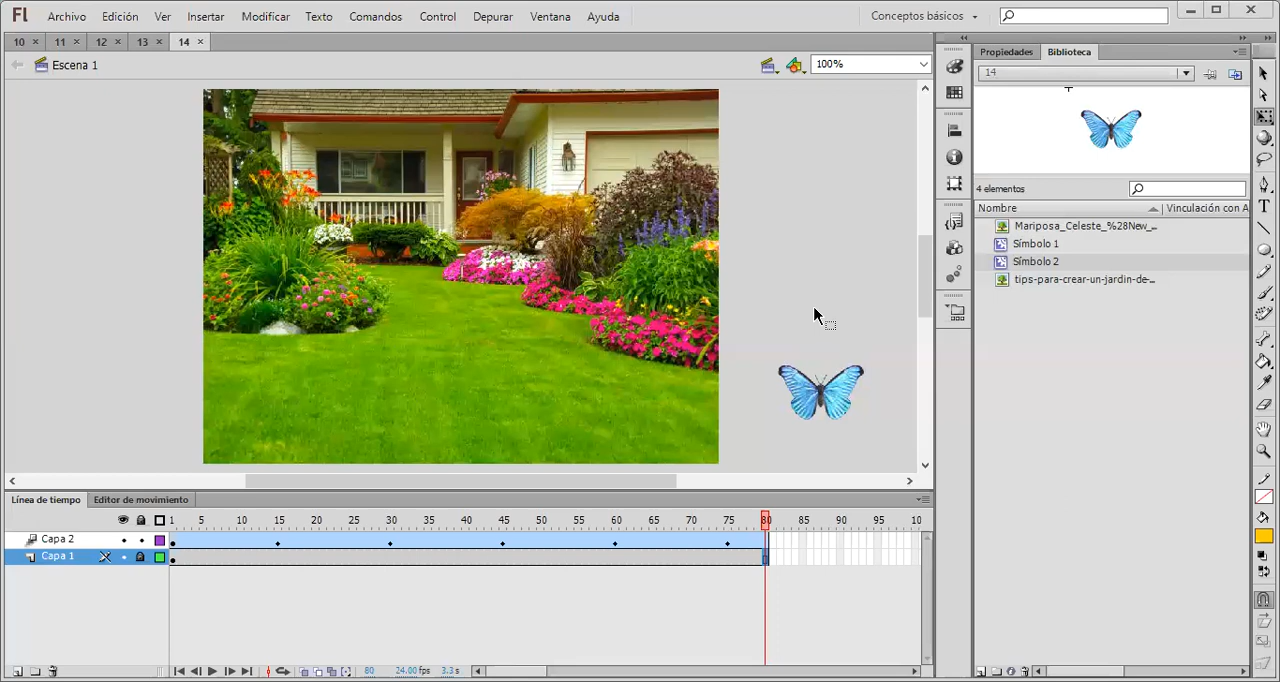 Fl Archivo Edición Ver Insertar Modificar Texto Comandos Control Depurar Ventana Ayuda Conceptos básicos
10 × 11 × 12 × 13 × 14 ×
Escena 1 100%
Propiedades Biblioteca
14
4 elementos
Nombre Vinculación con A
Mariposa_Celeste_%28New_...
Símbolo 1
Símbolo 2
tips-para-crear-un-jardin-de-...
Línea de tiempo Editor de movimiento
1 5 10 15 20 25 30 35 40 45 50 55 60 65 70 75 80 85 90 95 10
Capa 2
Capa 1
80 24.00 fps 3.3 s